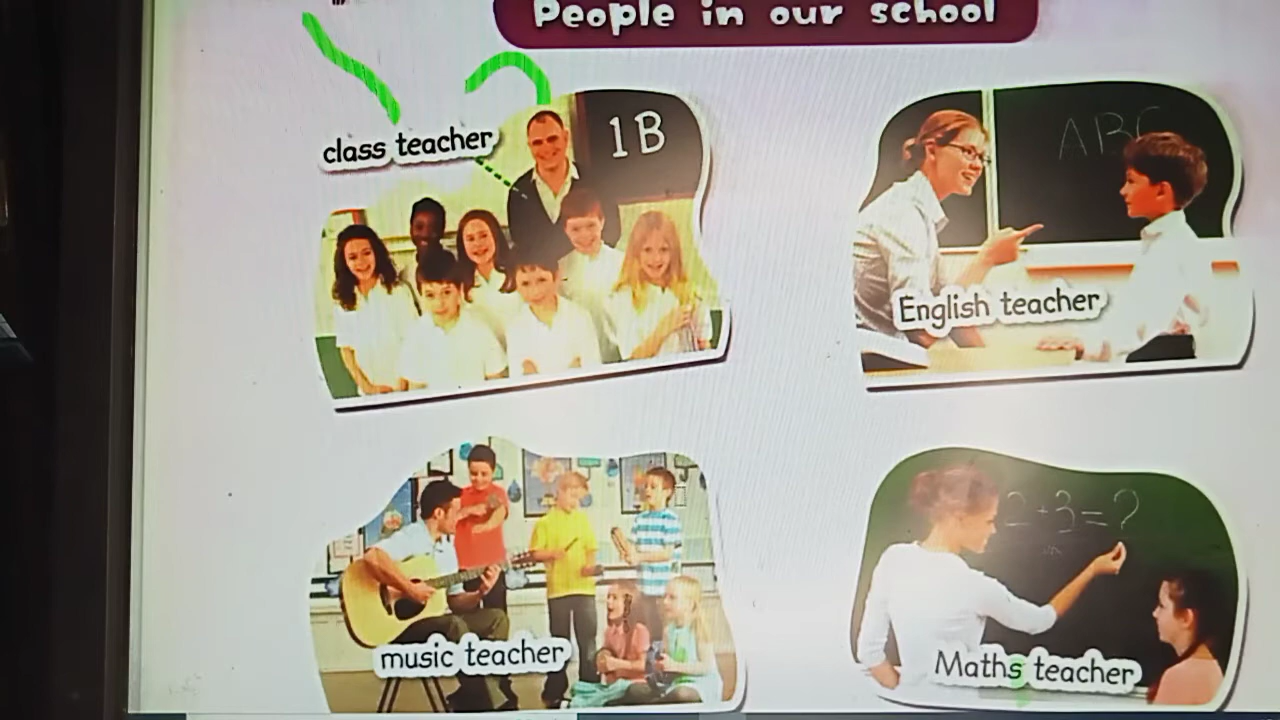 People in our school
class teacher
1B
ABC
English teacher
2+3=?
music teacher
Maths teacher